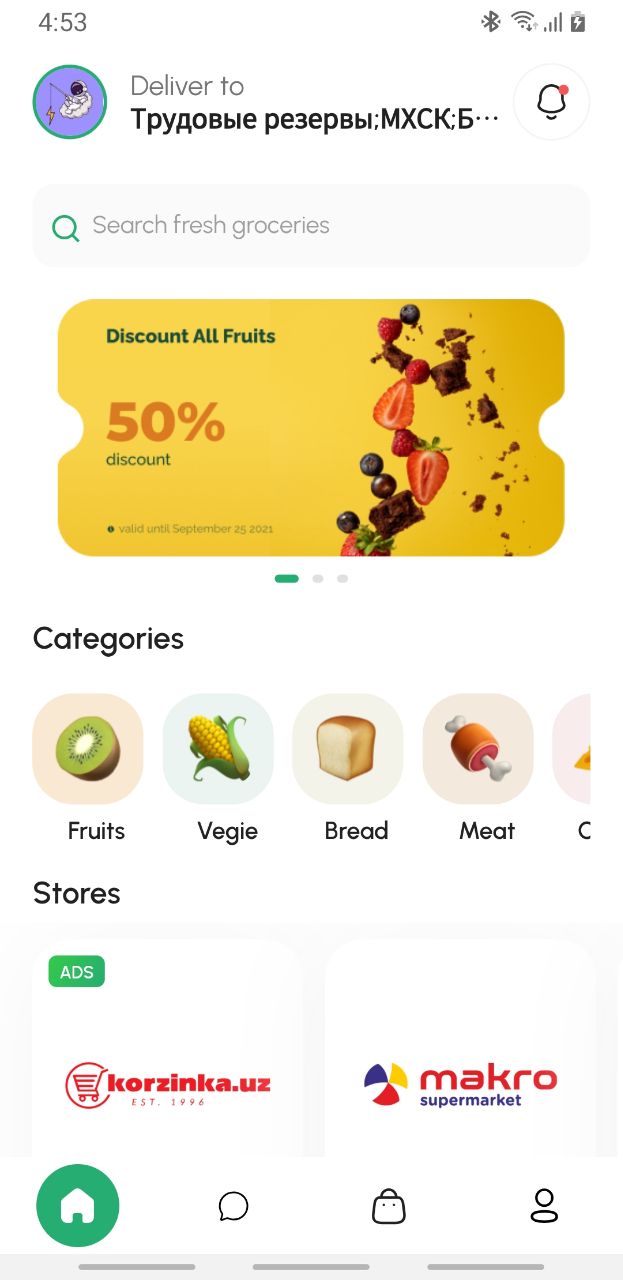 4:53
Deliver to
Трудовые резервы;МХСК;Б...
Search fresh groceries
Discount All Fruits
50%
discount
valid until September 25 2021
Categories
Fruits
Vegie
Bread
Meat
Stores
ADS
korzinka.uz
EST. 1996
makro
supermarket